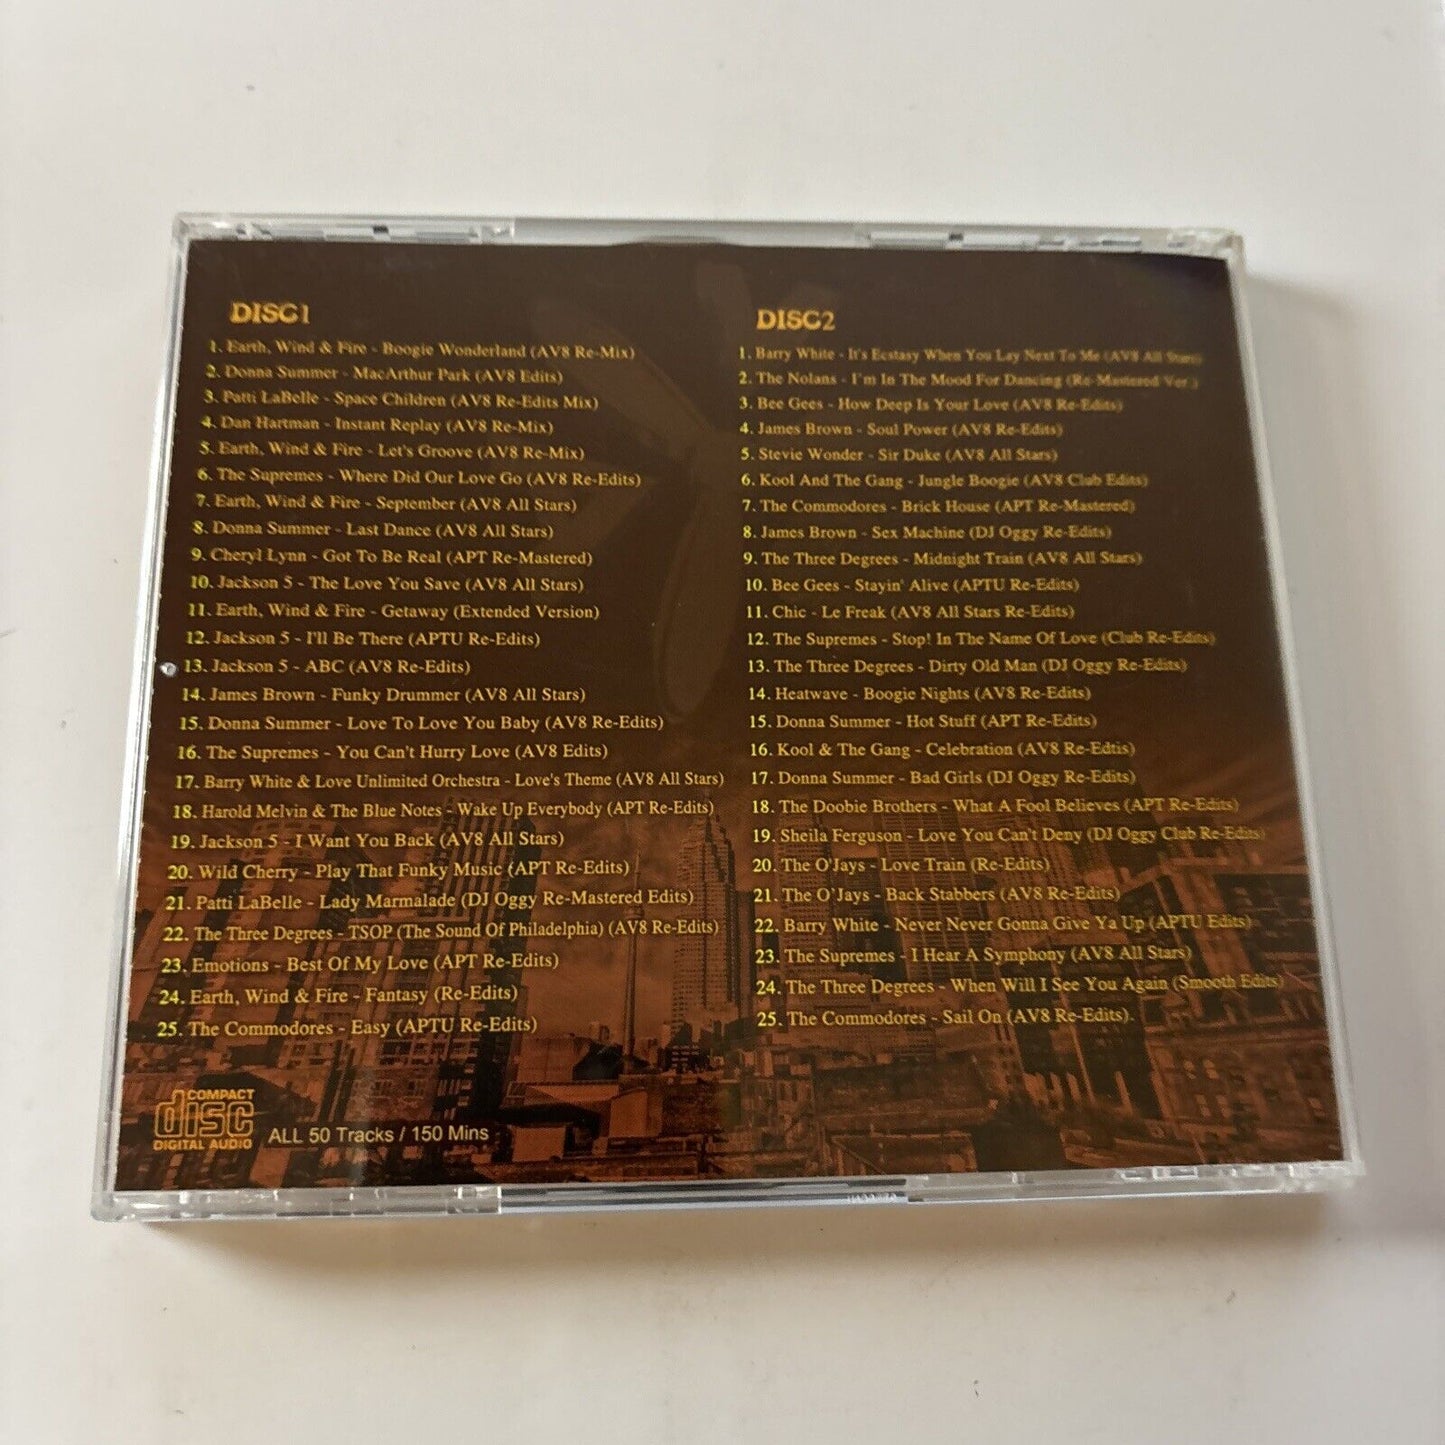 DISC1
1. Earth, Wind & Fire - Boogie Wonderland (AV8 Re-Mix)
2. Donna Summer - MacArthur Park (AV8 Edits)
3. Patti LaBelle - Space Children (AV8 Re-Edits Mix)
4. Dan Hartman - Instant Replay (AV8 Re-Mix)
5. Earth, Wind & Fire - Let's Groove (AV8 Re-Mix)
6. The Supremes - Where Did Our Love Go (AV8 Re-Edits)
7. Earth, Wind & Fire - September (AV8 All Stars)
8. Donna Summer - Last Dance (AV8 All Stars)
9. Cheryl Lynn - Got To Be Real (APT Re-Mastered)
10. Jackson 5 - The Love You Save (AV8 All Stars)
11. Earth, Wind & Fire - Getaway (Extended Version)
12. Jackson 5 - I'll Be There (APTU Re-Edits)
13. Jackson 5 - ABC (AV8 Re-Edits)
14. James Brown - Funky Drummer (AV8 All Stars)
15. Donna Summer - Love To Love You Baby (AV8 Re-Edits)
16. The Supremes - You Can't Hurry Love (AV8 Edits)
17. Barry White & Love Unlimited Orchestra - Love's Theme (AV8 All Stars)
18. Harold Melvin & The Blue Notes - Wake Up Everybody (APT Re-Edits)
19. Jackson 5 - I Want You Back (AV8 All Stars)
20. Wild Cherry - Play That Funky Music (APT Re-Edits)
21. Patti LaBelle - Lady Marmalade (DJ Oggy Re-Mastered Edits)
22. The Three Degrees - TSOP (The Sound Of Philadelphia) (AV8 Re-Edits)
23. Emotions - Best Of My Love (APT Re-Edits)
24. Earth, Wind & Fire - Fantasy (Re-Edits)
25. The Commodores - Easy (APTU Re-Edits)
DISC2
1. Barry White - It's Ecstasy When You Lay Next To Me (AV8 All Stars)
2. The Nolans - I'm In The Mood For Dancing (Re-Mastered Ver.)
3. Bee Gees - How Deep Is Your Love (AV8 Re-Edits)
4. James Brown - Soul Power (AV8 Re-Edits)
5. Stevie Wonder - Sir Duke (AV8 All Stars)
6. Kool And The Gang - Jungle Boogie (AV8 Club Edits)
7. The Commodores - Brick House (APT Re-Mastered)
8. James Brown - Sex Machine (DJ Oggy Re-Edits)
9. The Three Degrees - Midnight Train (AV8 All Stars)
10. Bee Gees - Stayin' Alive (APTU Re-Edits)
11. Chic - Le Freak (AV8 All Stars Re-Edits)
12. The Supremes - Stop! In The Name Of Love (Club Re-Edits)
13. The Three Degrees - Dirty Old Man (DJ Oggy Re-Edits)
14. Heatwave - Boogie Nights (AV8 Re-Edits)
15. Donna Summer - Hot Stuff (APT Re-Edits)
16. Kool & The Gang - Celebration (AV8 Re-Edtis)
17. Donna Summer - Bad Girls (DJ Oggy Re-Edits)
18. The Doobie Brothers - What A Fool Believes (APT Re-Edits)
19. Sheila Ferguson - Love You Can't Deny (DJ Oggy Club Re-Edits)
20. The O'Jays - Love Train (Re-Edits)
21. The O'Jays - Back Stabbers (AV8 Re-Edits)
22. Barry White - Never Never Gonna Give Ya Up (APTU Edits)
23. The Supremes - I Hear A Symphony (AV8 All Stars)
24. The Three Degrees - When Will I See You Again (Smooth Edits)
25. The Commodores - Sail On (AV8 Re-Edits).
COMPACT
disc
DIGITAL AUDIO
ALL 50 Tracks / 150 Mins